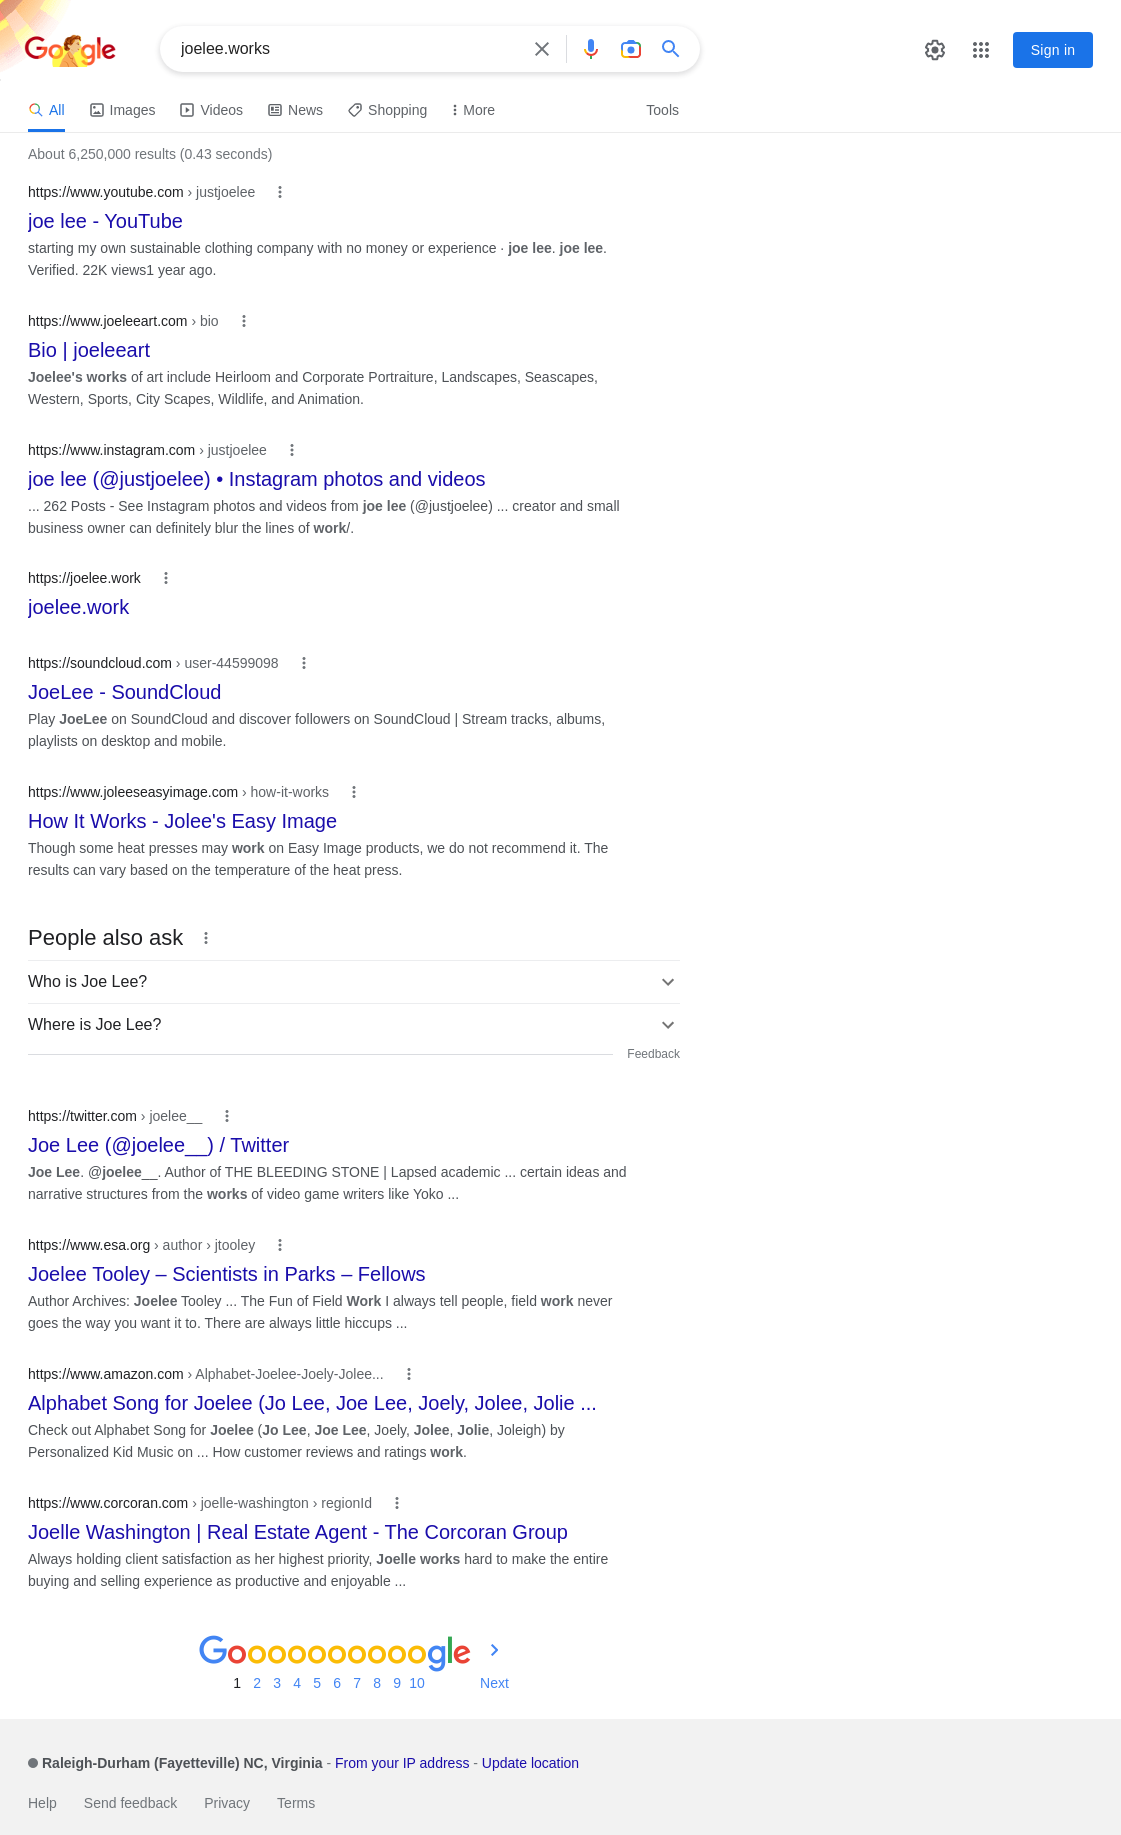 Google
joelee.works
Sign in
All Images Videos News Shopping More Tools
About 6,250,000 results (0.43 seconds)
https://www.youtube.com › justjoelee
joe lee - YouTube
starting my own sustainable clothing company with no money or experience · joe lee. joe lee.
Verified. 22K views1 year ago.
https://www.joeleeart.com › bio
Bio | joeleeart
Joelee's works of art include Heirloom and Corporate Portraiture, Landscapes, Seascapes,
Western, Sports, City Scapes, Wildlife, and Animation.
https://www.instagram.com › justjoelee
joe lee (@justjoelee) • Instagram photos and videos
... 262 Posts - See Instagram photos and videos from joe lee (@justjoelee) ... creator and small
business owner can definitely blur the lines of work/.
https://joelee.work
joelee.work
https://soundcloud.com › user-44599098
JoeLee - SoundCloud
Play JoeLee on SoundCloud and discover followers on SoundCloud | Stream tracks, albums,
playlists on desktop and mobile.
https://www.joleeseasyimage.com › how-it-works
How It Works - Jolee's Easy Image
Though some heat presses may work on Easy Image products, we do not recommend it. The
results can vary based on the temperature of the heat press.
People also ask
Who is Joe Lee?
Where is Joe Lee?
Feedback
https://twitter.com › joelee__
Joe Lee (@joelee__) / Twitter
Joe Lee. @joelee__. Author of THE BLEEDING STONE | Lapsed academic ... certain ideas and
narrative structures from the works of video game writers like Yoko ...
https://www.esa.org › author › jtooley
Joelee Tooley – Scientists in Parks – Fellows
Author Archives: Joelee Tooley ... The Fun of Field Work I always tell people, field work never
goes the way you want it to. There are always little hiccups ...
https://www.amazon.com › Alphabet-Joelee-Joely-Jolee...
Alphabet Song for Joelee (Jo Lee, Joe Lee, Joely, Jolee, Jolie ...
Check out Alphabet Song for Joelee (Jo Lee, Joe Lee, Joely, Jolee, Jolie, Joleigh) by
Personalized Kid Music on ... How customer reviews and ratings work.
https://www.corcoran.com › joelle-washington › regionId
Joelle Washington | Real Estate Agent - The Corcoran Group
Always holding client satisfaction as her highest priority, Joelle works hard to make the entire
buying and selling experience as productive and enjoyable ...
Goooooooooogle
1 2 3 4 5 6 7 8 9 10 Next
Raleigh-Durham (Fayetteville) NC, Virginia - From your IP address - Update location
Help Send feedback Privacy Terms